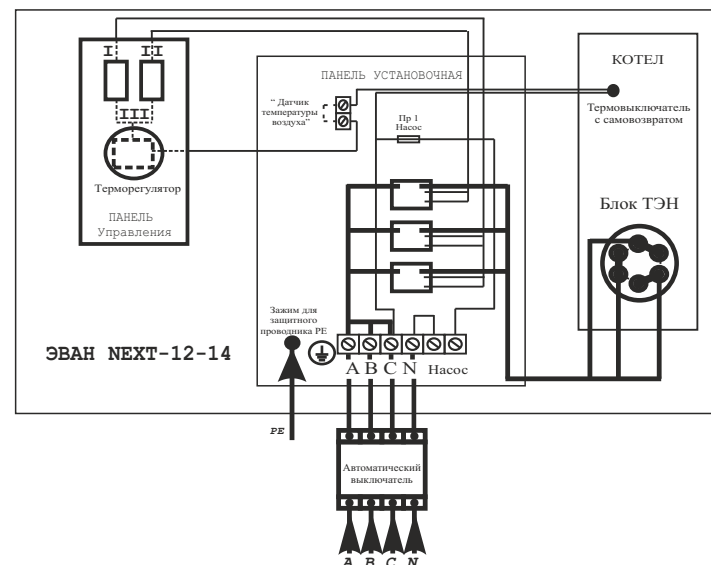 I II
III
Терморегулятор
ПАНЕЛЬ
Управления
ПАНЕЛЬ УСТАНОВОЧНАЯ
“ Датчик
температуры
воздуха”
Пр 1
Насос
КОТЕЛ
Термовыключатель
с самовозвратом
Блок ТЭН
Зажим для
защитного
проводника РЕ
ЭВАН NEXT-12-14
A B C N Насос
PE
Автоматический
выключатель
A B C N